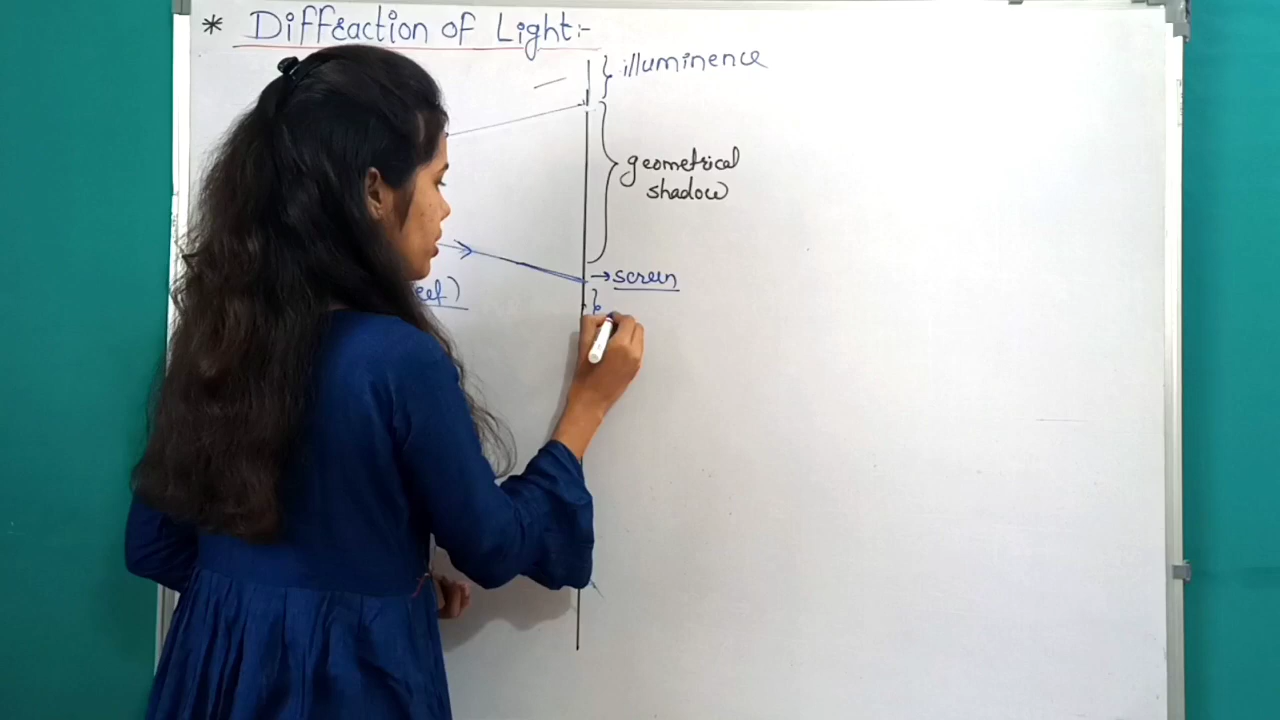 * Diffraction of Light:-
illuminence
geometrical
shadow
→screen